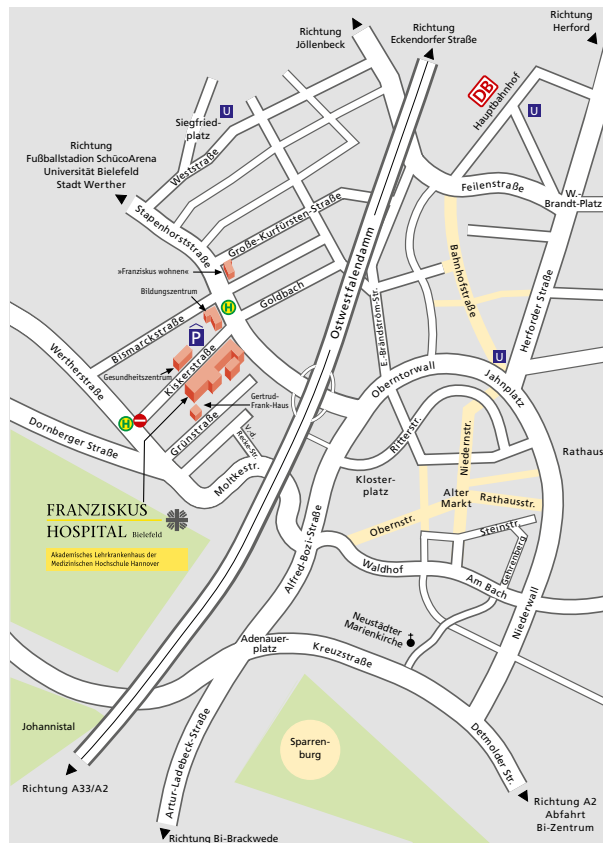 Richtung
Jöllenbeck
Richtung
Eckendorfer Straße
Richtung
Herford
DB
Hauptbahnhof
U
U
Siegfried-
platz
Weststraße
Richtung
Fußballstadion SchücoArena
Universität Bielefeld
Stadt Werther
Stapenhorststraße
Große-Kurfürsten-Straße
Feilenstraße
W.-
Brandt-Platz
»Franziskus wohnen«
Bildungszentrum
Goldbach
Ostwestfalendamm
Bahnhofstraße
Herforder Straße
H
P
Bismarckstraße
E.-Brandström-Str.
U
Werther­straße
Gesundheitszentrum
Kiskerstraße
Oberntorwall
Jahnplatz
Gertrud-
Frank-Haus
H
Dornberger Straße
Grünstraße
V.-d.
Recke-Str.
Moltkestr.
Ritterstr.
Niedernstr.
Rathaus
Kloster-
platz
Alter
Markt
Rathausstr.
FRANZISKUS
HOSPITAL Bielefeld
Akademisches Lehrkrankenhaus der
Medizinischen Hochschule Hannover
Obernstr.
Steinstr.
Gehrenberg
Alfred-Bozi-Straße
Waldhof
Am Bach
Niederwall
Neustädter
Marienkirche
Adenauer-
platz
Kreuzstraße
Johannistal
Sparren-
burg
Detmolder Str.
Artur-Ladebeck-Straße
Richtung A33/A2
Richtung A2
Abfahrt
Bi-Zentrum
Richtung Bi-Brackwede